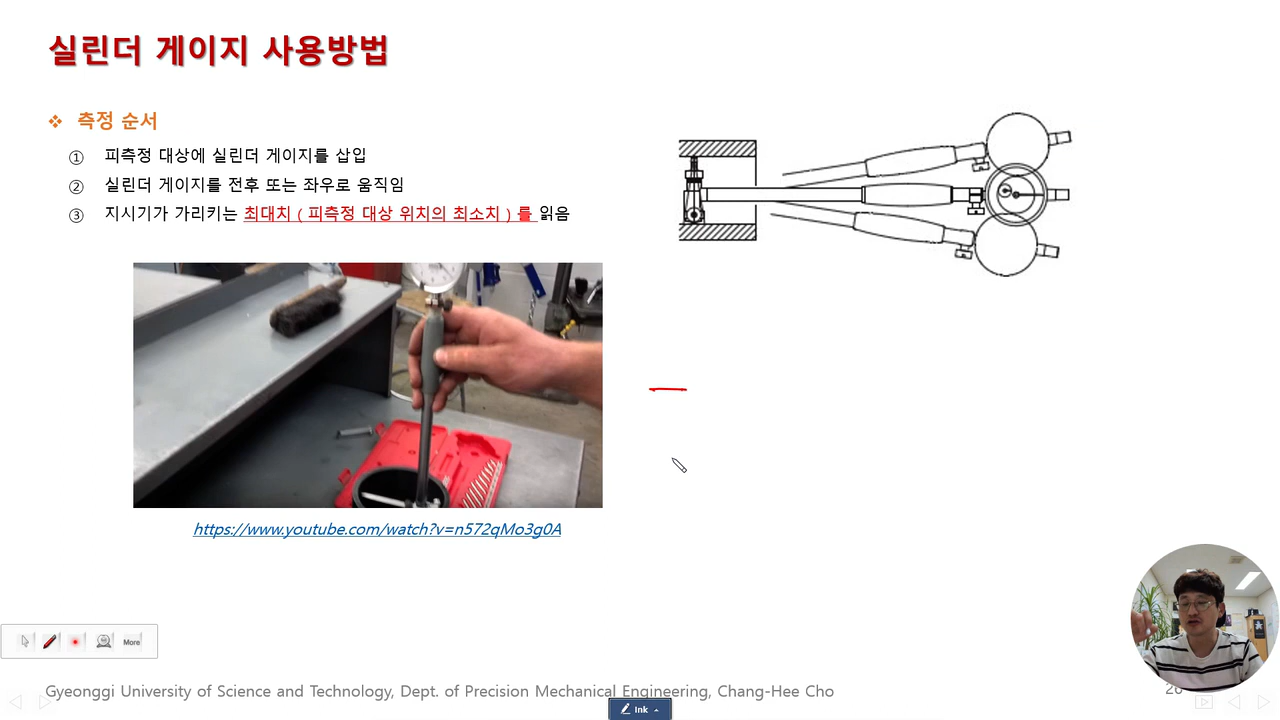 실린더 게이지 사용방법
❖ 측정 순서
① 피측정 대상에 실린더 게이지를 삽입
② 실린더 게이지를 전후 또는 좌우로 움직임
③ 지시기가 가리키는 최대치 ( 피측정 대상 위치의 최소치 ) 를 읽음
https://www.youtube.com/watch?v=n572qMo3g0A
More
Gyeonggi University of Science and Technology, Dept. of Precision Mechanical Engineering, Chang-Hee Cho
Ink